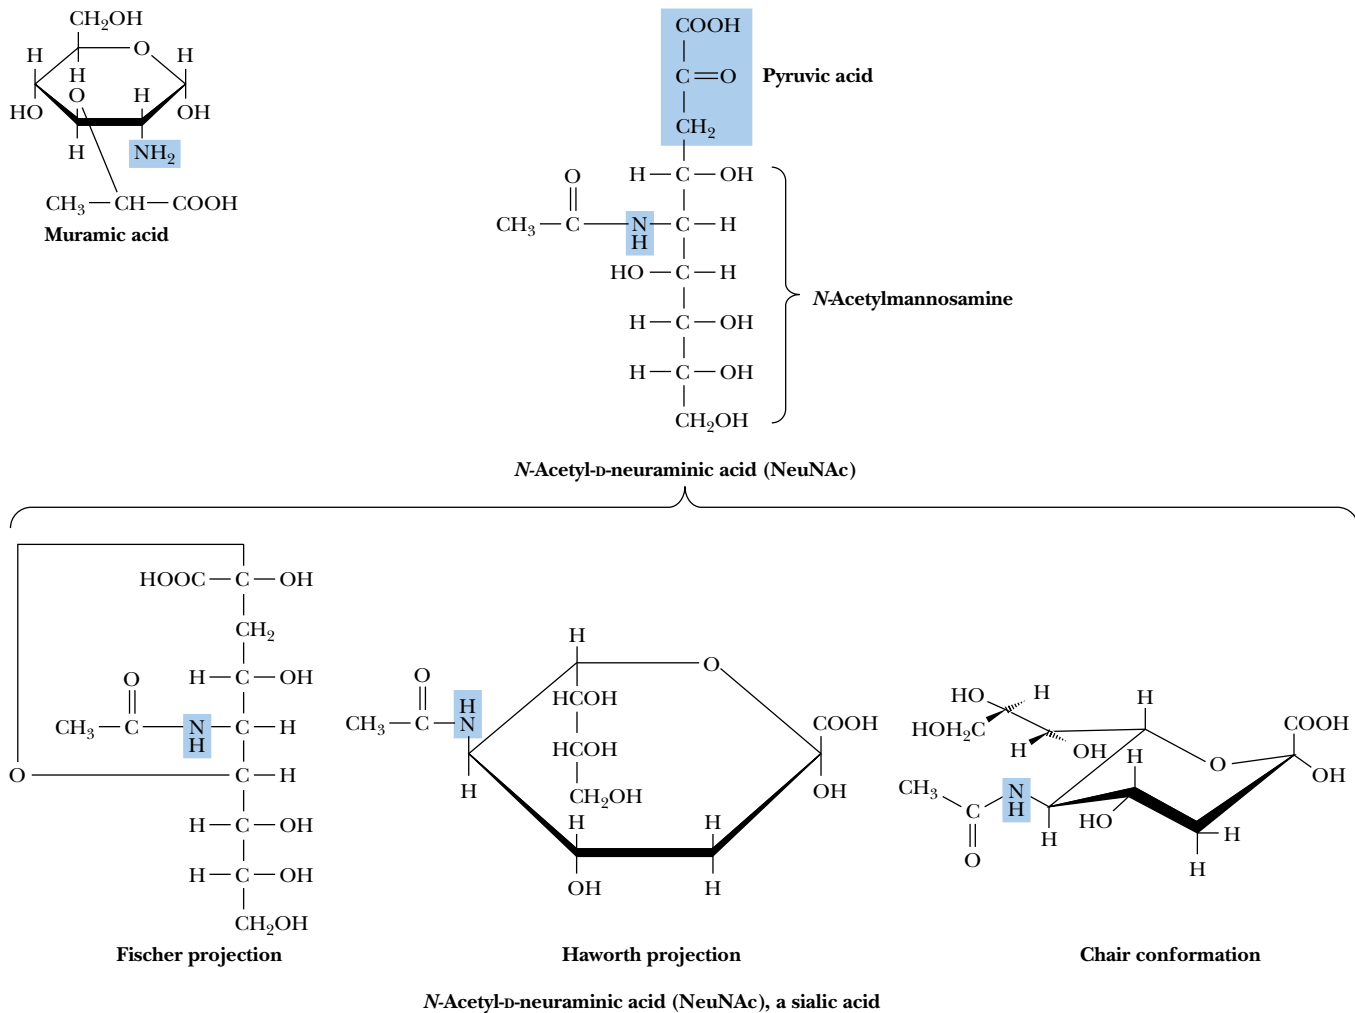 CH₂OH
O
H
H
H
O
H
HO
OH
H
NH₂
CH₃—CH—COOH
Muramic acid
COOH
C=O
Pyruvic acid
CH₂
H—C—OH
O
CH₃—C—N—C—H
H
HO—C—H
N-Acetylmannosamine
H—C—OH
H—C—OH
CH₂OH
N-Acetyl-D-neuraminic acid (NeuNAc)
HOOC—C—OH
CH₂
H—C—OH
O
CH₃—C—N—C—H
H
O—C—H
H—C—OH
H—C—OH
CH₂OH
Fischer projection
H
O
O
H
CH₃—C—N
HCOH
COOH
HCOH
H
OH
CH₂OH
H
H
OH
H
Haworth projection
HO
H
H
HOH₂C
COOH
H
OH
H
O
OH
CH₃
N
H
C
HO
H
H
O
H
Chair conformation
N-Acetyl-D-neuraminic acid (NeuNAc), a sialic acid